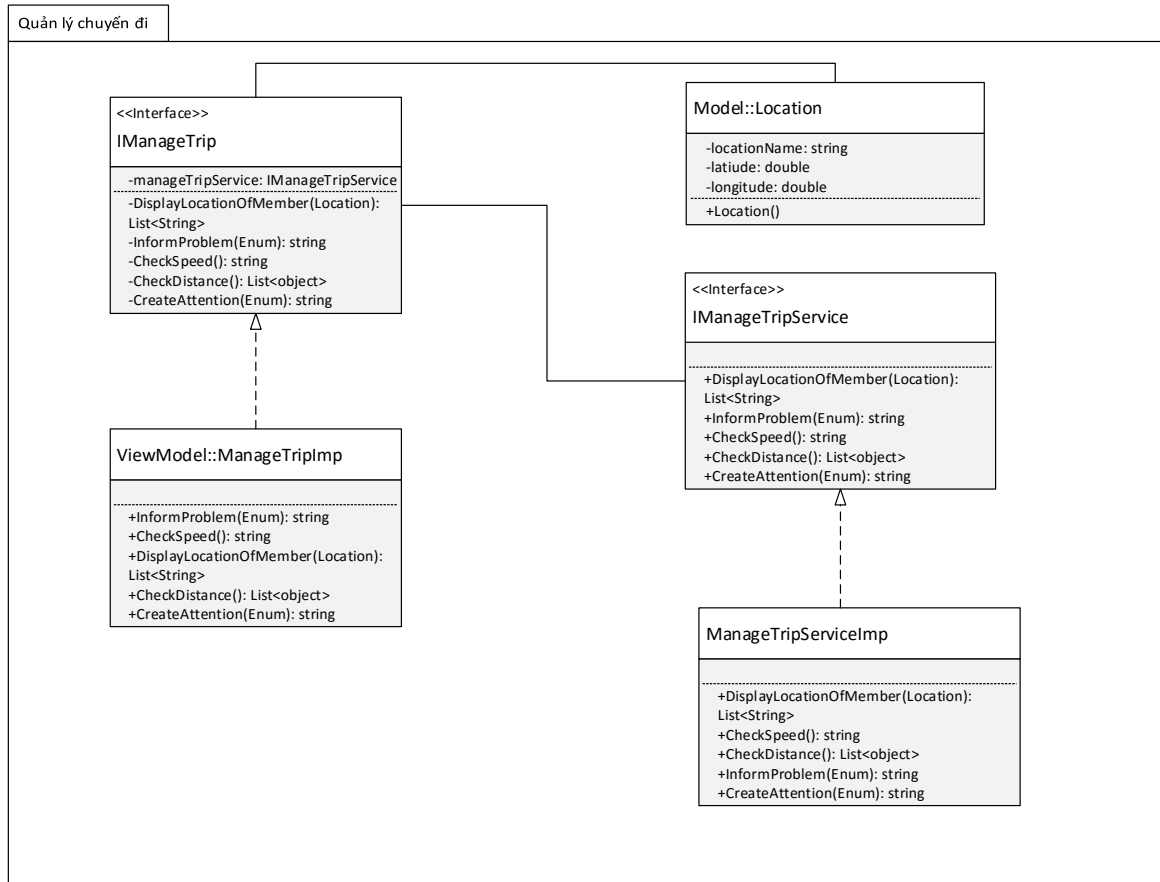 Quản lý chuyến đi
<<Interface>>
IManageTrip
-manageTripService: IManageTripService
-DisplayLocationOfMember(Location):
List<String>
-InformProblem(Enum): string
-CheckSpeed(): string
-CheckDistance(): List<object>
-CreateAttention(Enum): string
Model::Location
-locationName: string
-latiude: double
-longitude: double
+Location()
<<Interface>>
IManageTripService
+DisplayLocationOfMember(Location):
List<String>
+InformProblem(Enum): string
+CheckSpeed(): string
+CheckDistance(): List<object>
+CreateAttention(Enum): string
ViewModel::ManageTripImp
+InformProblem(Enum): string
+CheckSpeed(): string
+DisplayLocationOfMember(Location):
List<String>
+CheckDistance(): List<object>
+CreateAttention(Enum): string
ManageTripServiceImp
+DisplayLocationOfMember(Location):
List<String>
+CheckSpeed(): string
+CheckDistance(): List<object>
+InformProblem(Enum): string
+CreateAttention(Enum): string